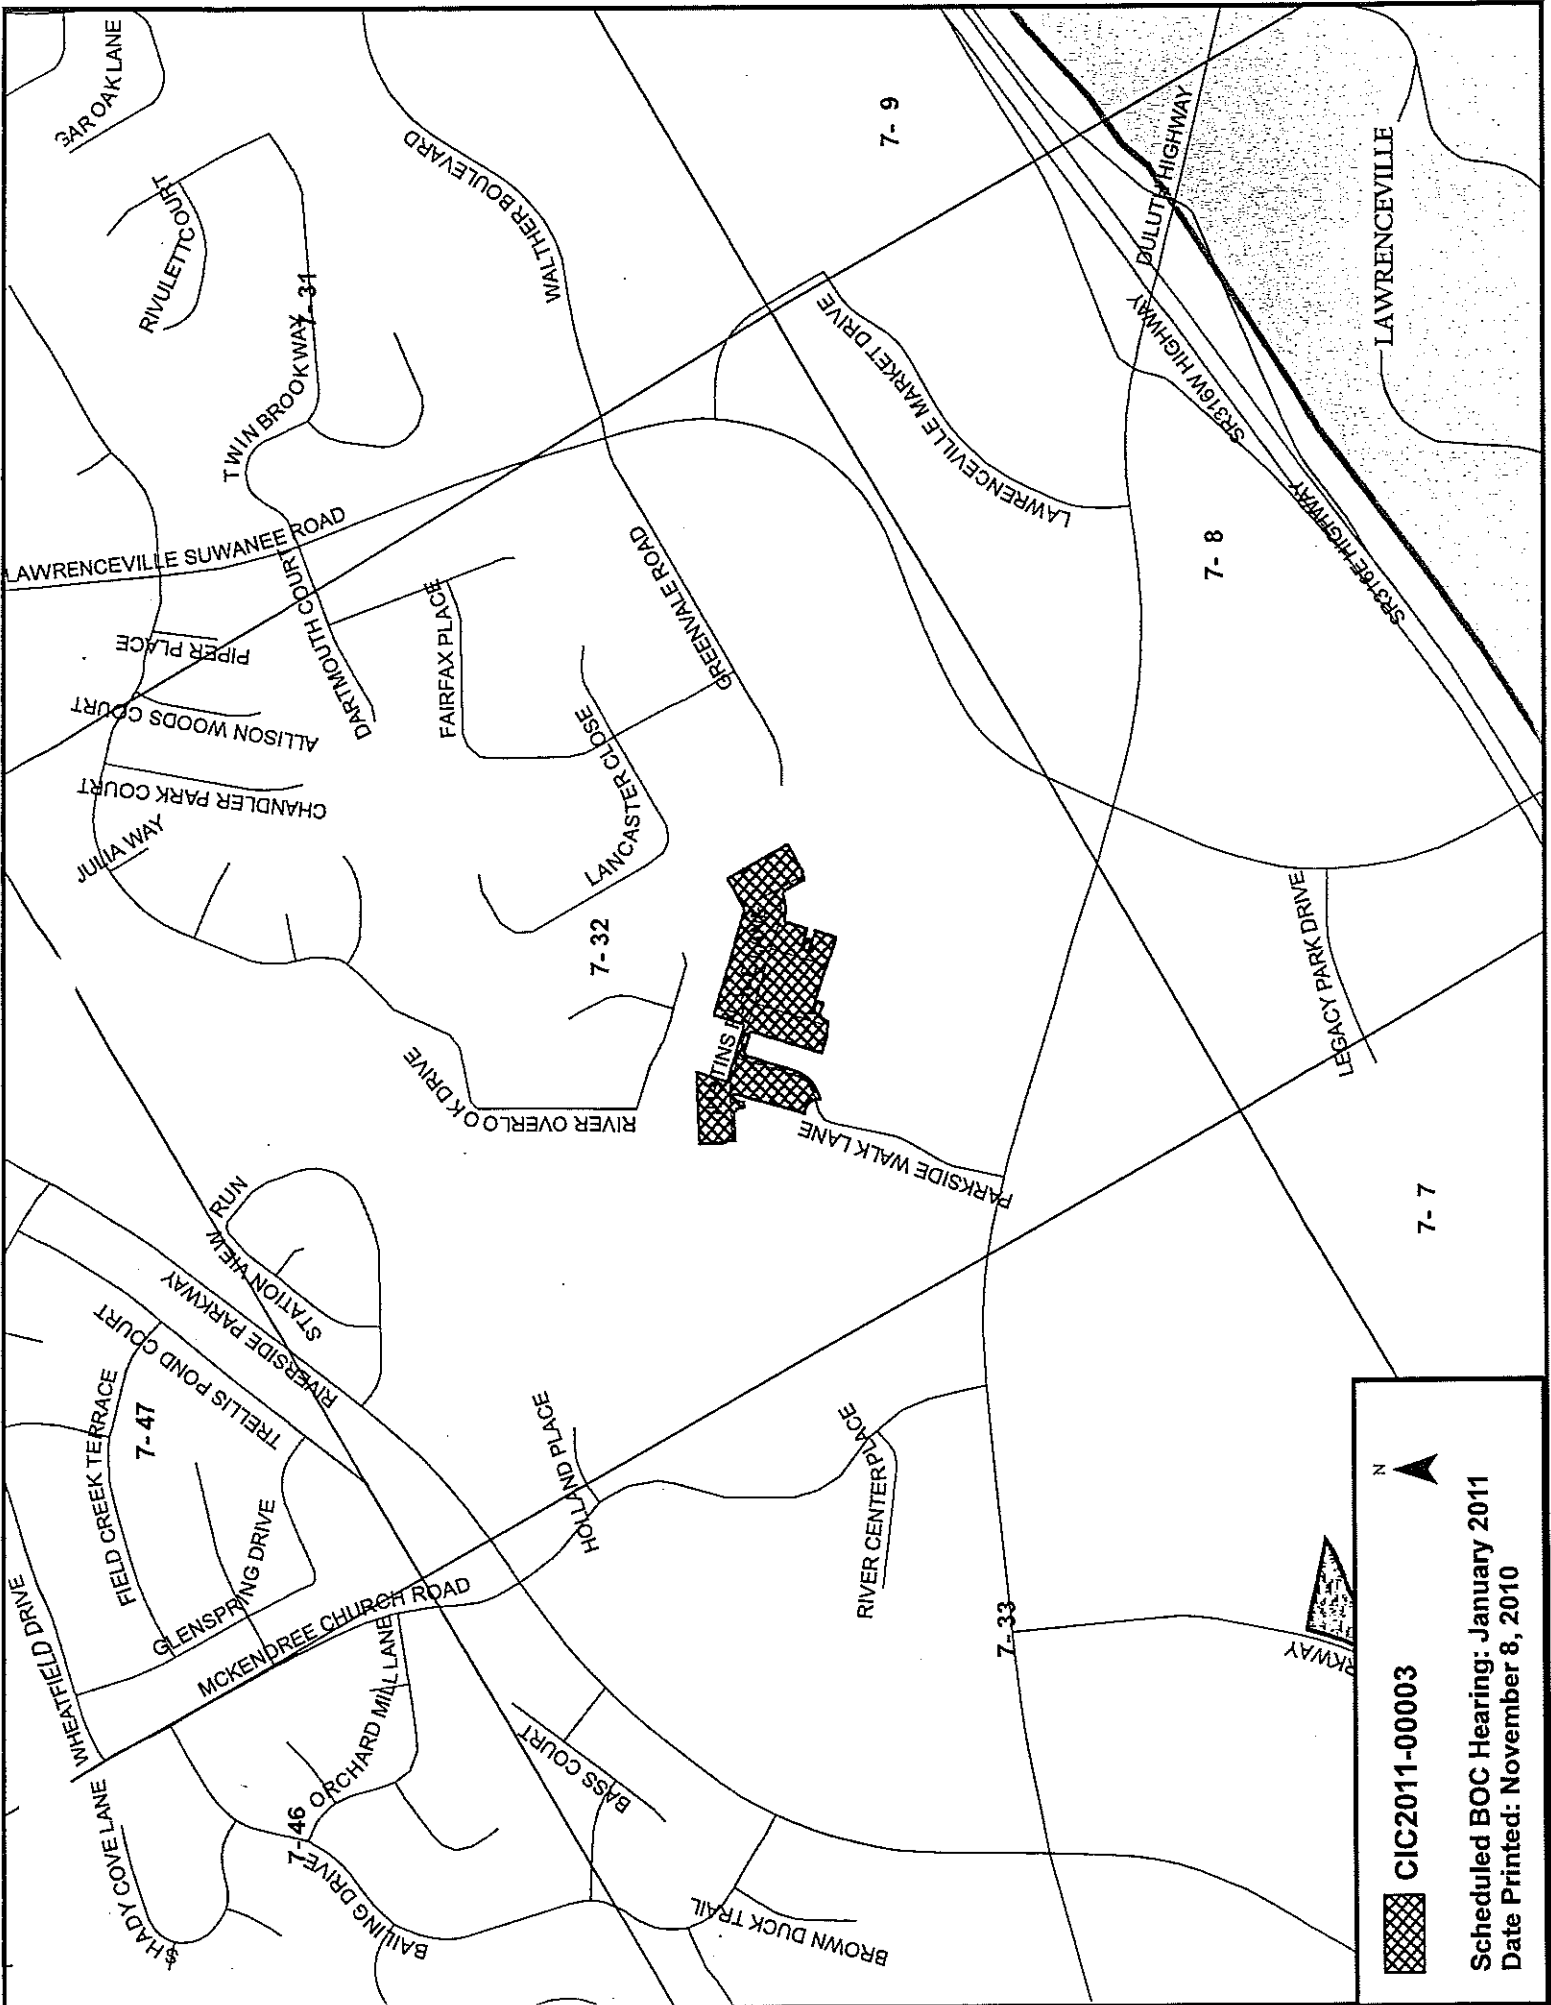 WHEATFIELD DRIVE
SHADY COVE LANE
FIELD CREEK TERRACE
7-47
GLENSPRING DRIVE
TRELLIS POND COURT
RIVERSIDE PARKWAY
STATION VIEW RUN
MCKENDREE CHURCH ROAD
ORCHARD MILL LANE
7-46
BAILING DRIVE
BASS COURT
BROWN DUCK TRAIL
HOLLAND PLACE
RIVER CENTER PLACE
7-33
RKWAY
JULIA WAY
CHANDLER PARK COURT
ALLISON WOODS COURT
PIPER PLACE
LAWRENCEVILLE SUWANEE ROAD
DARTMOUTH COURT
FAIRFAX PLACE
LANCASTER CLOSE
7-32
RIVER OVERLOOK DRIVE
TINS
PARKSIDE WALK LANE
GREENVALE ROAD
TWIN BROOK WAY
7-31
RIVULETT COURT
GAR OAK LANE
WALTHER BOULEVARD
7-9
LAWRENCEVILLE MARKET DRIVE
DULUTH HIGHWAY
SR316W HIGHWAY
SR316E HIGHWAY
7-8
LAWRENCEVILLE
LEGACY PARK DRIVE
7-7
N
CIC2011-00003
Scheduled BOC Hearing: January 2011
Date Printed: November 8, 2010